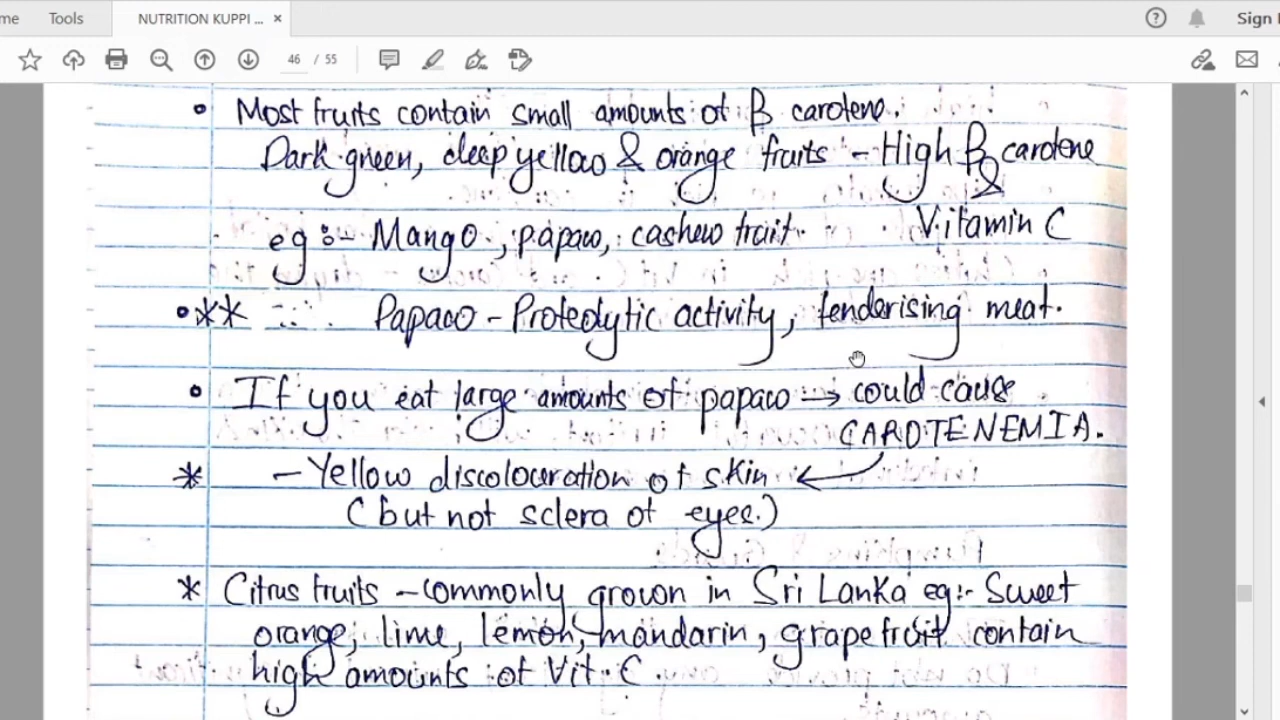 me Tools NUTRITION KUPPI ... × Sign
46 / 55
• Most fruits contain small amounts of β carotene.
Dark green, deep yellow & orange fruits - High β carotene
&
eg :- Mango, papaw, cashew fruit. Vitamin C
• ** ∴ Papaw - Proteolytic activity, tenderising meat.
• If you eat large amounts of papaw → could cause
CAROTENEMIA.
* - Yellow discolouration of skin ←
(but not sclera of eyes.)
* Citrus fruits - commonly grown in Sri Lanka eg:- Sweet
orange, lime, lemon, mandarin, grapefruit contain
high amounts of Vit. C.